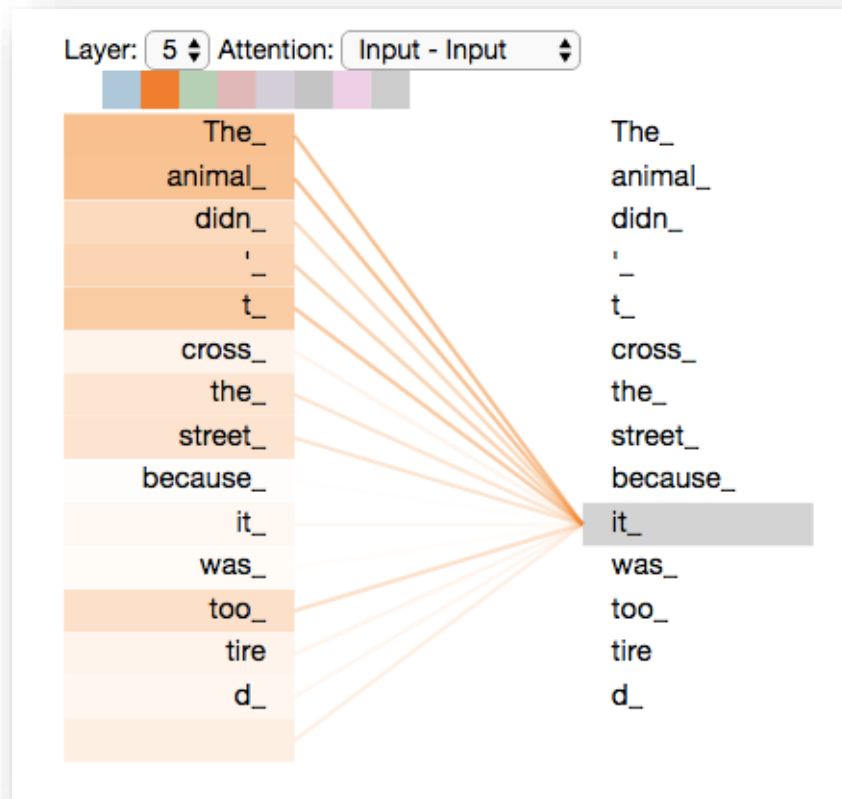 Layer: 5 Attention: Input - Input
The_ The_
animal_ animal_
didn_ didn_
'_ '_
t_ t_
cross_ cross_
the_ the_
street_ street_
because_ because_
it_ it_
was_ was_
too_ too_
tire tire
d_ d_